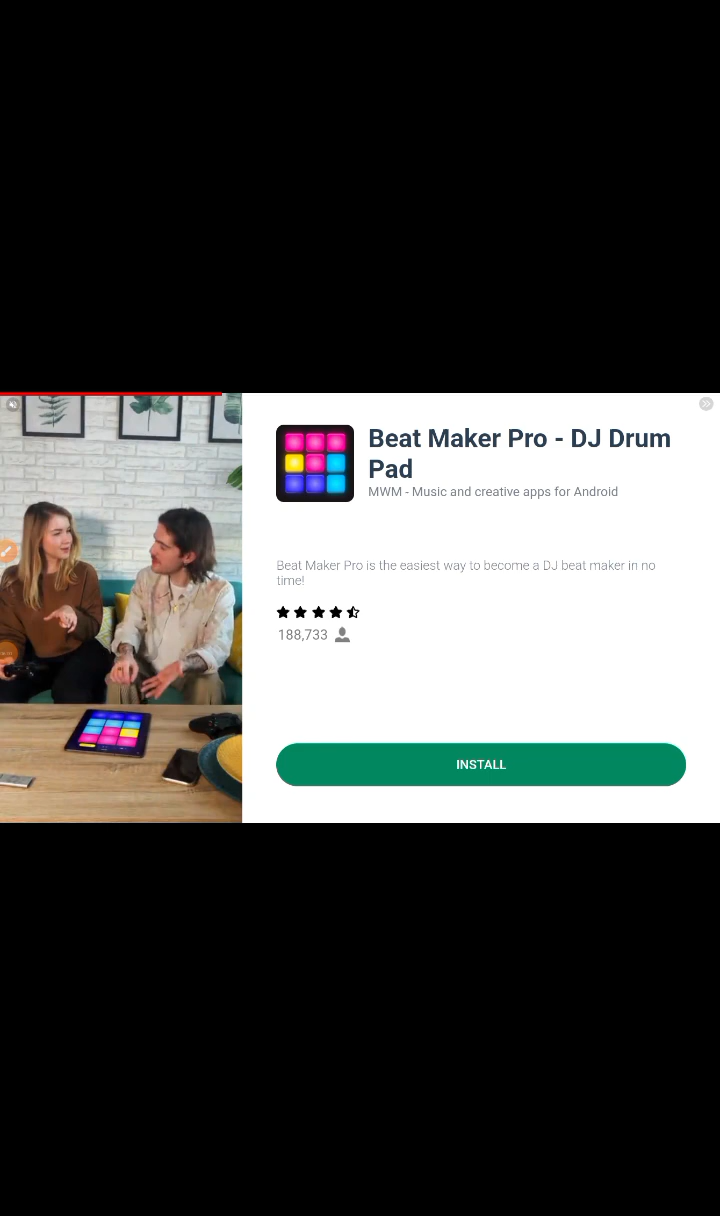 Beat Maker Pro - DJ Drum
Pad
MWM - Music and creative apps for Android
Beat Maker Pro is the easiest way to become a DJ beat maker in no
time!
188,733
INSTALL